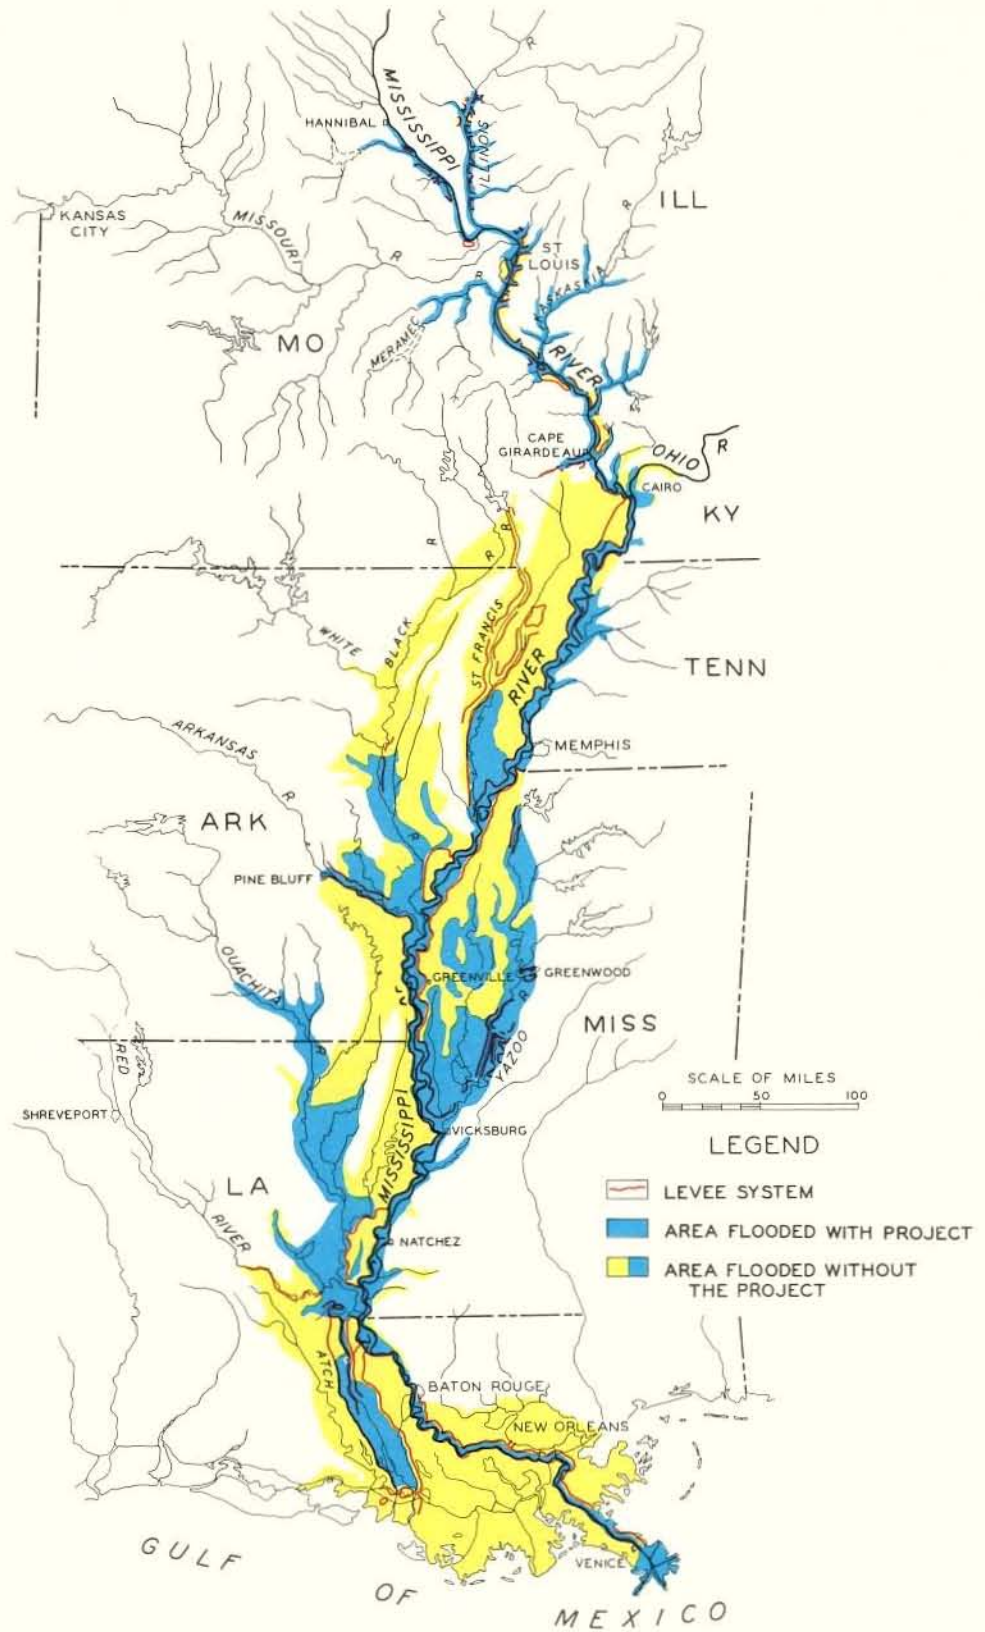 R
MISSISSIPPI
HANNIBAL
ILLINOIS
ILL
R
KANSAS
CITY
MISSOURI
R
ST
LOUIS
R
KASKASKIA
MO
MERAMEC
RIVER
CAPE
GIRARDEAU
OHIO
R
CAIRO
KY
R
R
R
WHITE
BLACK
ST FRANCIS
RIVER
TENN
ARKANSAS
R
MEMPHIS
ARK
R
PINE BLUFF
OUACHITA
GREENVILLE
GREENWOOD
R
MISS
RED
R
YAZOO
SCALE OF MILES
0 50 100
SHREVEPORT
MISSISSIPPI
VICKSBURG
LEGEND
LEVEE SYSTEM
AREA FLOODED WITH PROJECT
AREA FLOODED WITHOUT
THE PROJECT
LA
RIVER
NATCHEZ
ATCH
R
BATON ROUGE
NEW ORLEANS
VENICE
GULF
OF
MEXICO